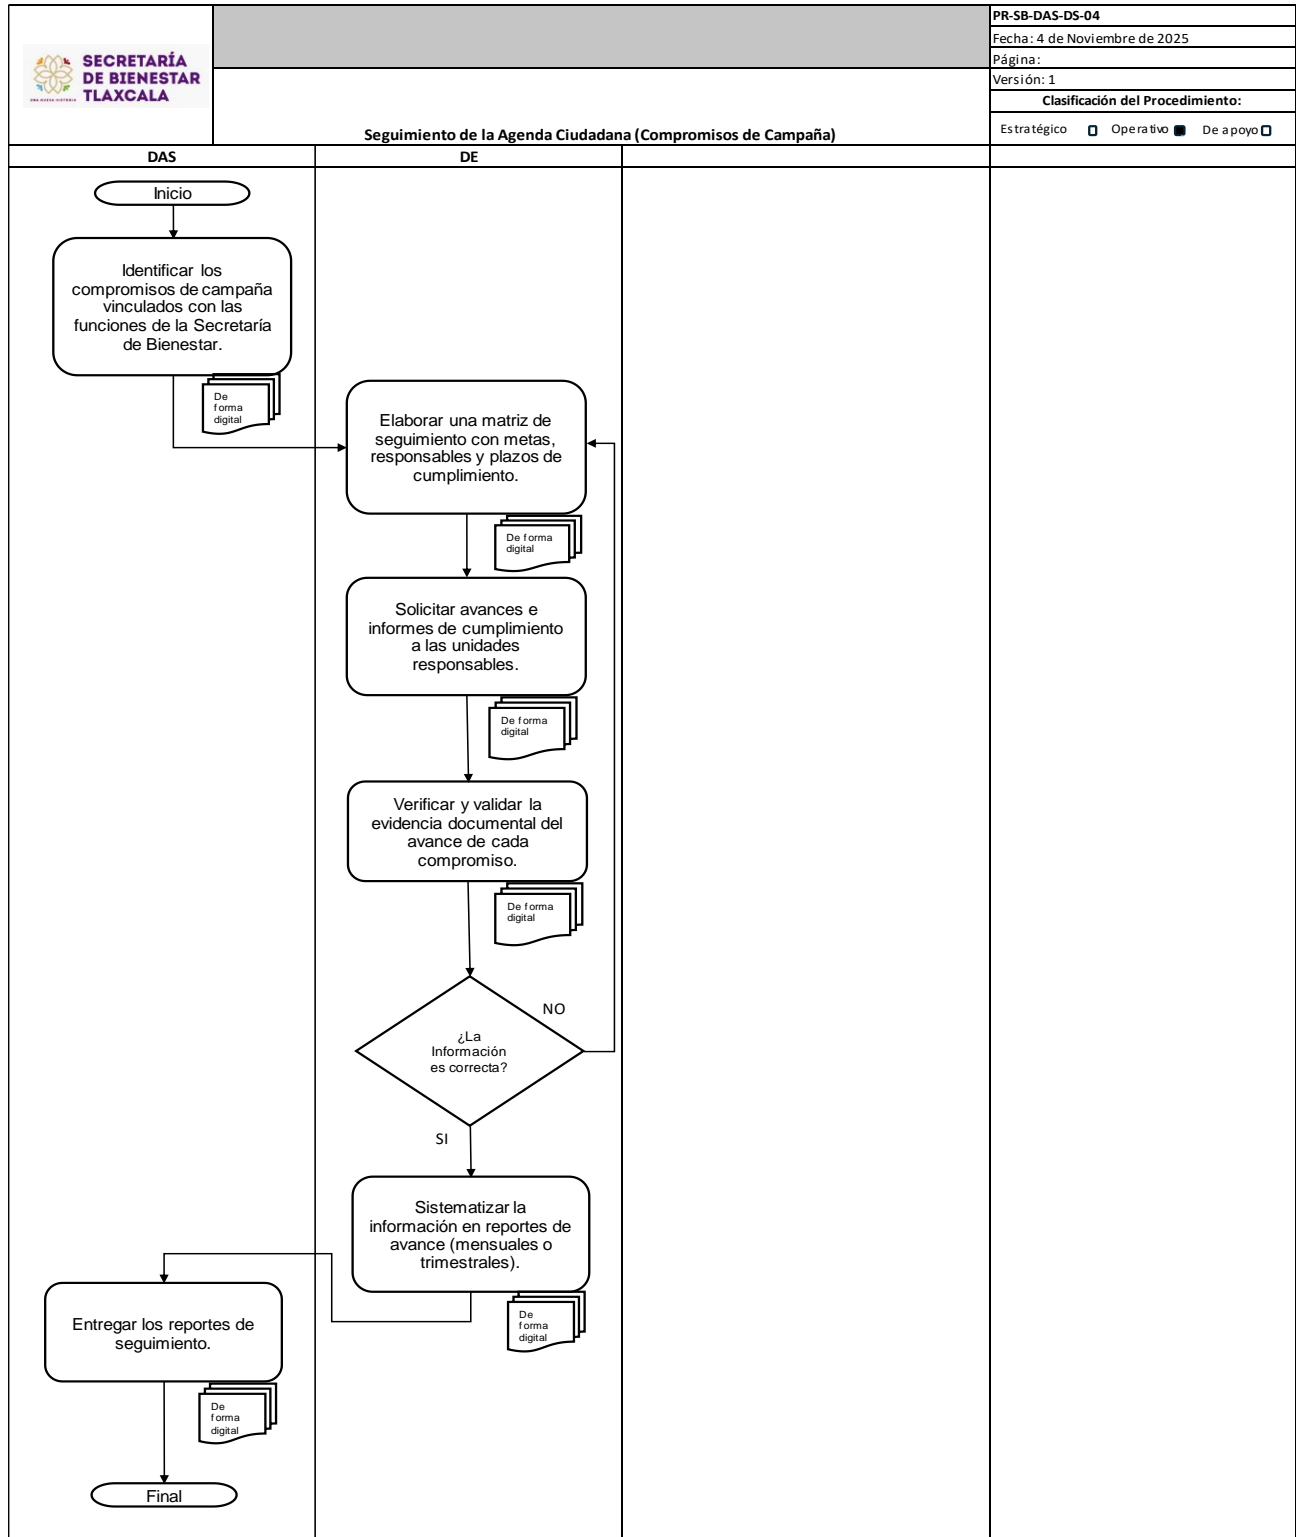 PR-SB-DAS-DS-04
Fecha: 4 de Noviembre de 2025
Página:
Versión: 1
Clasificación del Procedimiento:
Estratégico Operativo De apoyo
SECRETARÍA
DE BIENESTAR
TLAXCALA
UNA NUEVA HISTORIA
Seguimiento de la Agenda Ciudadana (Compromisos de Campaña)
DAS
DE
Inicio
Identificar los
compromisos de campaña
vinculados con las
funciones de la Secretaría
de Bienestar.
De
forma
digital
Elaborar una matriz de
seguimiento con metas,
responsables y plazos de
cumplimiento.
De forma
digital
Solicitar avances e
informes de cumplimiento
a las unidades
responsables.
De forma
digital
Verificar y validar la
evidencia documental del
avance de cada
compromiso.
De forma
digital
NO
¿La
Información
es correcta?
SI
Sistematizar la
información en reportes de
avance (mensuales o
trimestrales).
De
forma
digital
Entregar los reportes de
seguimiento.
De
forma
digital
Final